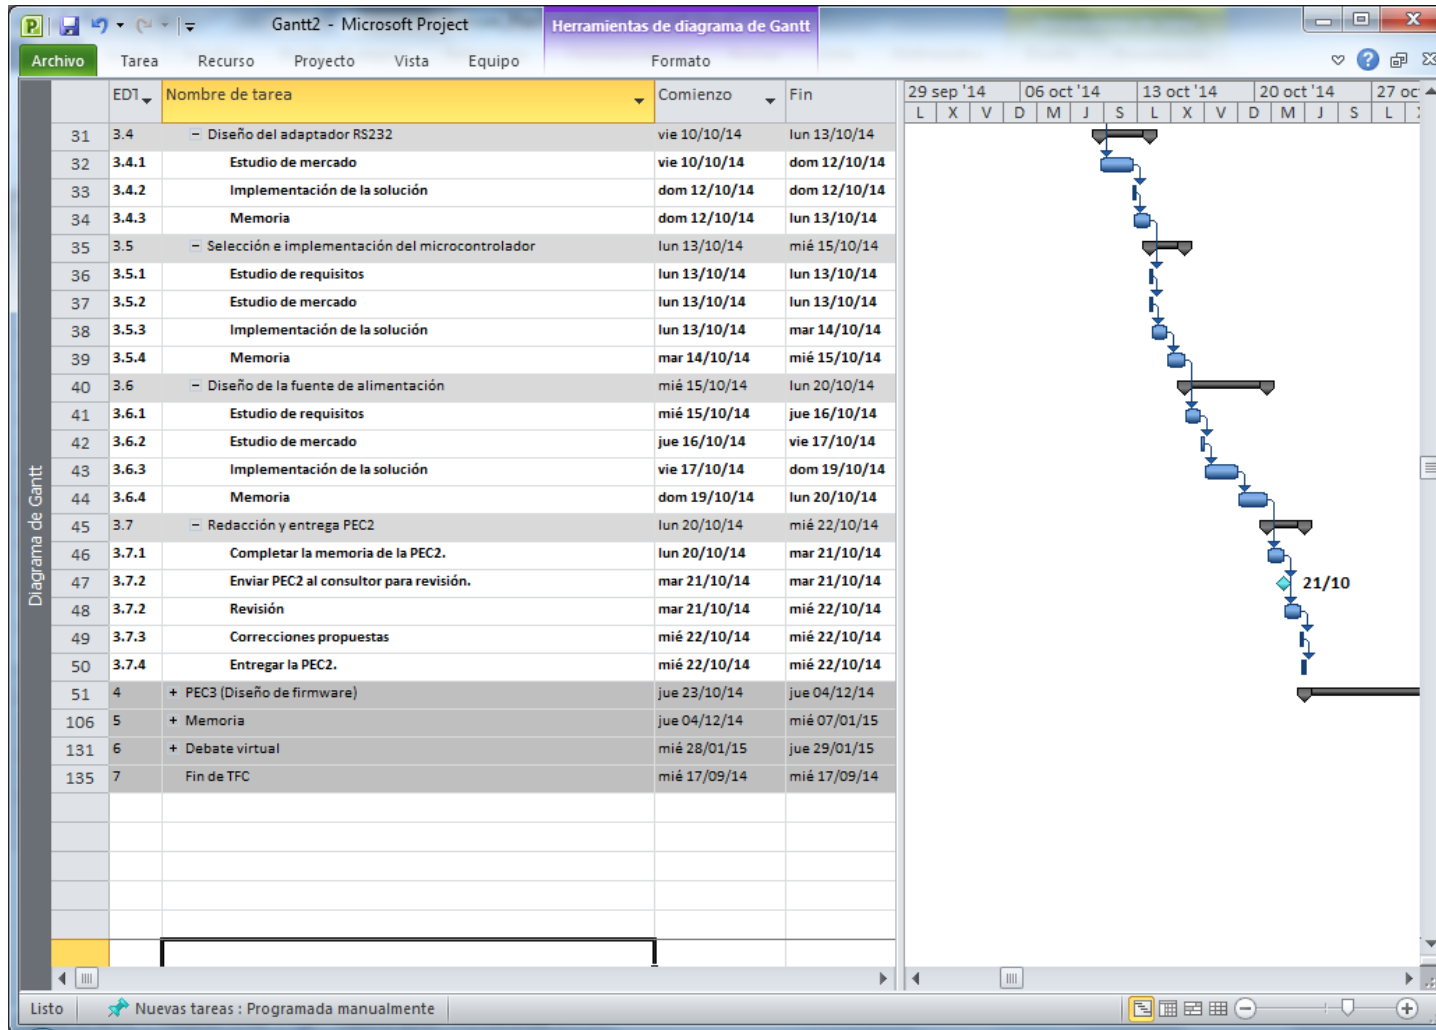 Gantt2 - Microsoft Project Herramientas de diagrama de Gantt
Archivo Tarea Recurso Proyecto Vista Equipo Formato
EDT Nombre de tarea Comienzo Fin 29 sep '14 06 oct '14 13 oct '14 20 oct '14 27 oc
L X V D M J S L X V D M J S L
31 3.4 Diseño del adaptador RS232 vie 10/10/14 lun 13/10/14
32 3.4.1 Estudio de mercado vie 10/10/14 dom 12/10/14
33 3.4.2 Implementación de la solución dom 12/10/14 dom 12/10/14
34 3.4.3 Memoria dom 12/10/14 lun 13/10/14
35 3.5 Selección e implementación del microcontrolador lun 13/10/14 mié 15/10/14
36 3.5.1 Estudio de requisitos lun 13/10/14 lun 13/10/14
37 3.5.2 Estudio de mercado lun 13/10/14 lun 13/10/14
38 3.5.3 Implementación de la solución lun 13/10/14 mar 14/10/14
39 3.5.4 Memoria mar 14/10/14 mié 15/10/14
40 3.6 Diseño de la fuente de alimentación mié 15/10/14 lun 20/10/14
41 3.6.1 Estudio de requisitos mié 15/10/14 jue 16/10/14
42 3.6.2 Estudio de mercado jue 16/10/14 vie 17/10/14
43 3.6.3 Implementación de la solución vie 17/10/14 dom 19/10/14
44 3.6.4 Memoria dom 19/10/14 lun 20/10/14
45 3.7 Redacción y entrega PEC2 lun 20/10/14 mié 22/10/14
46 3.7.1 Completar la memoria de la PEC2. lun 20/10/14 mar 21/10/14
47 3.7.2 Enviar PEC2 al consultor para revisión. mar 21/10/14 mar 21/10/14 21/10
48 3.7.2 Revisión mar 21/10/14 mié 22/10/14
49 3.7.3 Correcciones propuestas mié 22/10/14 mié 22/10/14
50 3.7.4 Entregar la PEC2. mié 22/10/14 mié 22/10/14
51 4 + PEC3 (Diseño de firmware) jue 23/10/14 jue 04/12/14
106 5 + Memoria jue 04/12/14 mié 07/01/15
131 6 + Debate virtual mié 28/01/15 jue 29/01/15
135 7 Fin de TFC mié 17/09/14 mié 17/09/14
Diagrama de Gantt
Listo Nuevas tareas : Programada manualmente